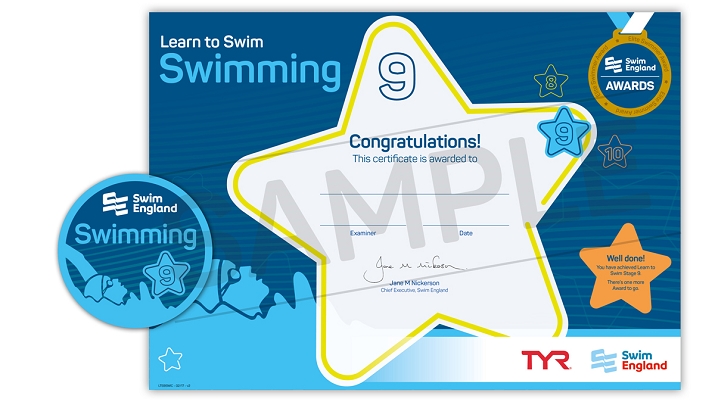 Learn to Swim
Swimming
9
Swim
England
AWARDS
8
9
10
Congratulations!
This certificate is awarded to
SAMPLE
Examiner
Date
Jane M Nickerson
Jane M Nickerson
Chief Executive, Swim England
Swim
England
Swimming
9
Well done!
You have achieved Learn to
Swim Stage 9.
There's one more
Award to go.
TYR
Swim
England